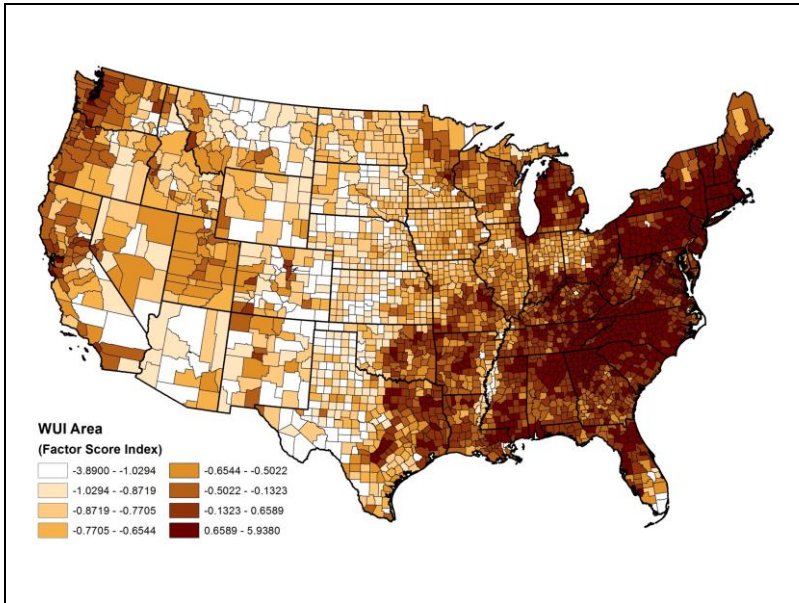 WUI Area
(Factor Score Index)
-3.8900 - -1.0294
-1.0294 - -0.8719
-0.8719 - -0.7705
-0.7705 - -0.6544
-0.6544 - -0.5022
-0.5022 - -0.1323
-0.1323 - 0.6589
0.6589 - 5.9380